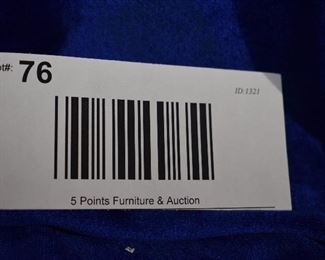 ot#: 76
ID:1321
5 Points Furniture & Auction